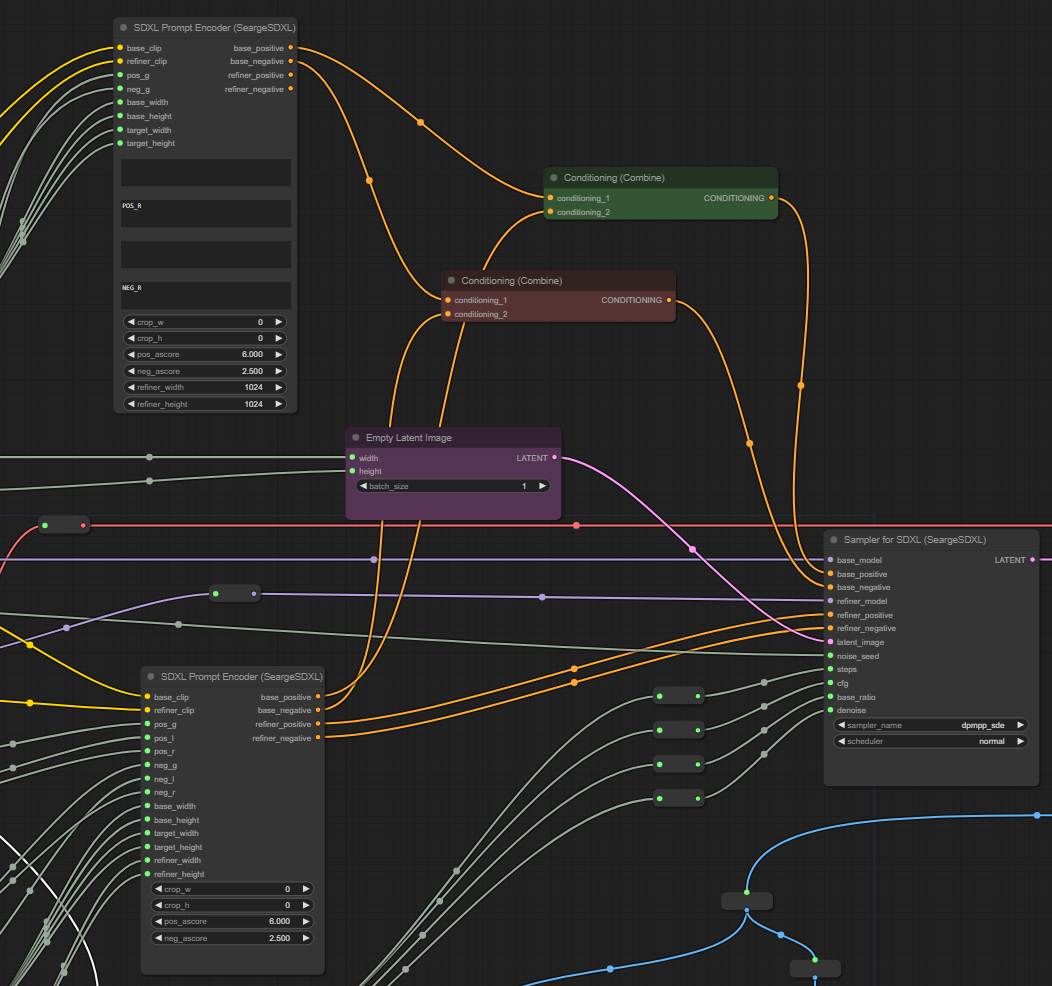 SDXL Prompt Encoder (SeargeSDXL)
base_clip base_positive
refiner_clip base_negative
pos_g refiner_positive
neg_g refiner_negative
base_width
base_height
target_width
target_height
POS_R
NEG_R
crop_w 0
crop_h 0
pos_ascore 6.000
neg_ascore 2.500
refiner_width 1024
refiner_height 1024
Conditioning (Combine)
conditioning_1 CONDITIONING
conditioning_2
Conditioning (Combine)
conditioning_1 CONDITIONING
conditioning_2
Empty Latent Image
width LATENT
height
batch_size 1
Sampler for SDXL (SeargeSDXL)
base_model LATENT
base_positive
base_negative
refiner_model
refiner_positive
refiner_negative
latent_image
noise_seed
steps
cfg
base_ratio
denoise
sampler_name dpmpp_sde
scheduler normal
SDXL Prompt Encoder (SeargeSDXL)
base_clip base_positive
refiner_clip base_negative
pos_g refiner_positive
pos_l refiner_negative
pos_r
neg_g
neg_l
neg_r
base_width
base_height
target_width
target_height
refiner_width
refiner_height
crop_w 0
crop_h 0
pos_ascore 6.000
neg_ascore 2.500